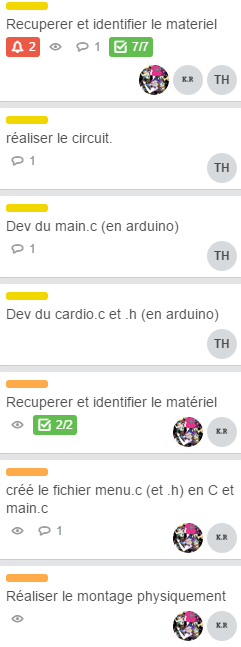 Recuperer et identifier le materiel
2 1 7/7
K.R TH
réaliser le circuit.
1
TH
Dev du main.c (en arduino)
1
TH
Dev du cardio.c et .h (en arduino)
TH
Recuperer et identifier le matériel
2/2
K.R
créé le fichier menu.c (et .h) en C et
main.c
1
K.R
Réaliser le montage physiquement
K.R